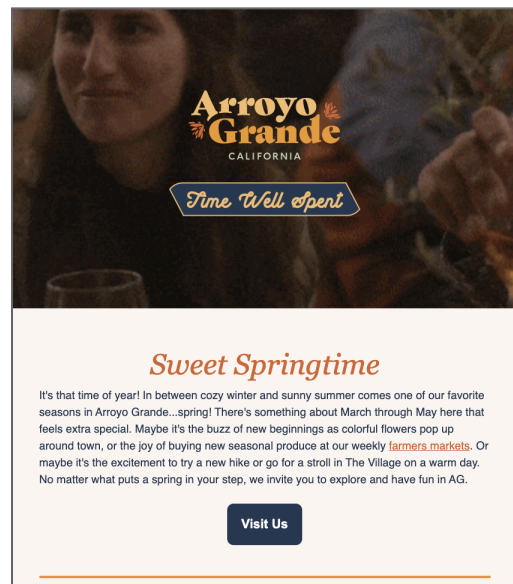 Arroyo
Grande
CALIFORNIA
Time Well Spent
Sweet Springtime
It's that time of year! In between cozy winter and sunny summer comes one of our favorite
seasons in Arroyo Grande...spring! There's something about March through May here that
feels extra special. Maybe it's the buzz of new beginnings as colorful flowers pop up
around town, or the joy of buying new seasonal produce at our weekly farmers markets. Or
maybe it's the excitement to try a new hike or go for a stroll in The Village on a warm day.
No matter what puts a spring in your step, we invite you to explore and have fun in AG.
Visit Us